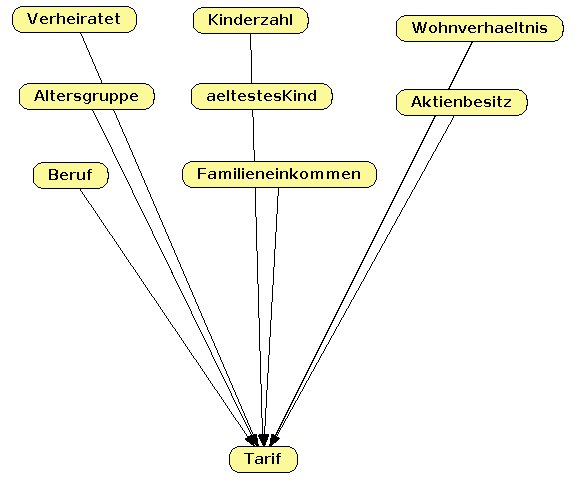 Verheiratet
Kinderzahl
Wohnverhaeltnis
Altersgruppe
aeltestesKind
Aktienbesitz
Beruf
Familieneinkommen
Tarif